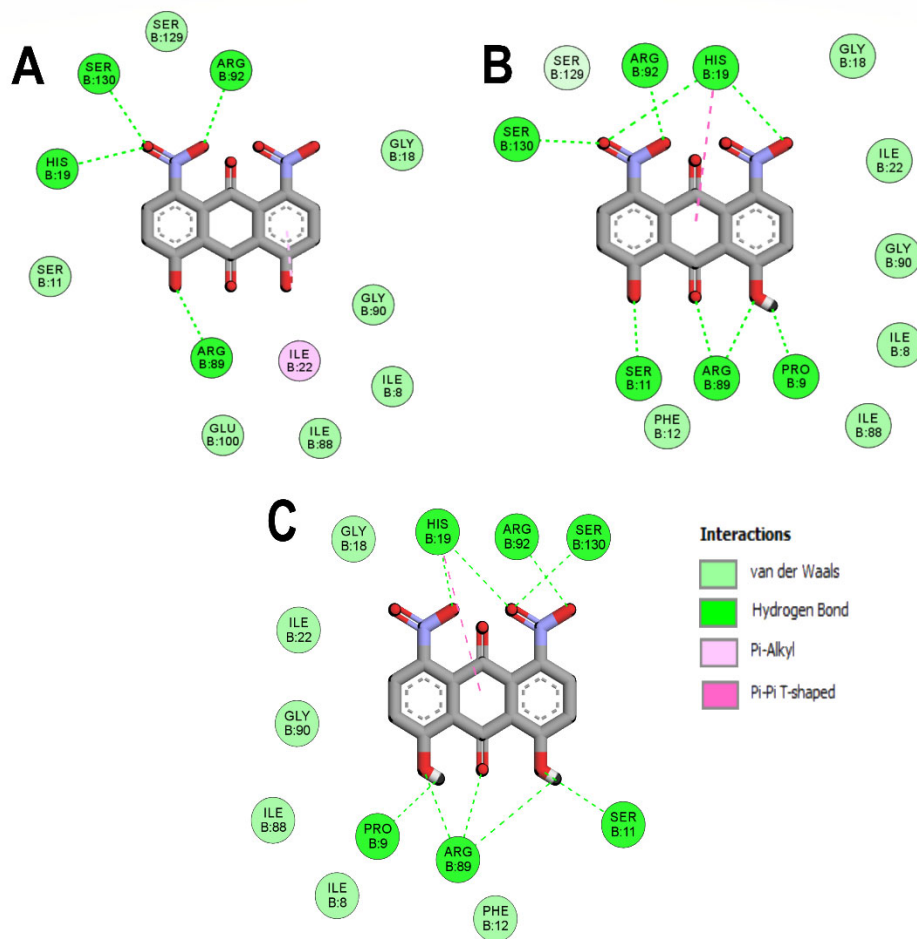 A
SER
B:129
SER
B:130
ARG
B:92
HIS
B:19
GLY
B:18
SER
B:11
GLY
B:90
ARG
B:89
ILE
B:22
ILE
B:8
GLU
B:100
ILE
B:88
B
SER
B:129
ARG
B:92
HIS
B:19
GLY
B:18
SER
B:130
ILE
B:22
GLY
B:90
ILE
B:8
SER
B:11
ARG
B:89
PRO
B:9
PHE
B:12
ILE
B:88
C
GLY
B:18
HIS
B:19
ARG
B:92
SER
B:130
ILE
B:22
GLY
B:90
ILE
B:88
PRO
B:9
ARG
B:89
SER
B:11
ILE
B:8
PHE
B:12
Interactions
van der Waals
Hydrogen Bond
Pi-Alkyl
Pi-Pi T-shaped